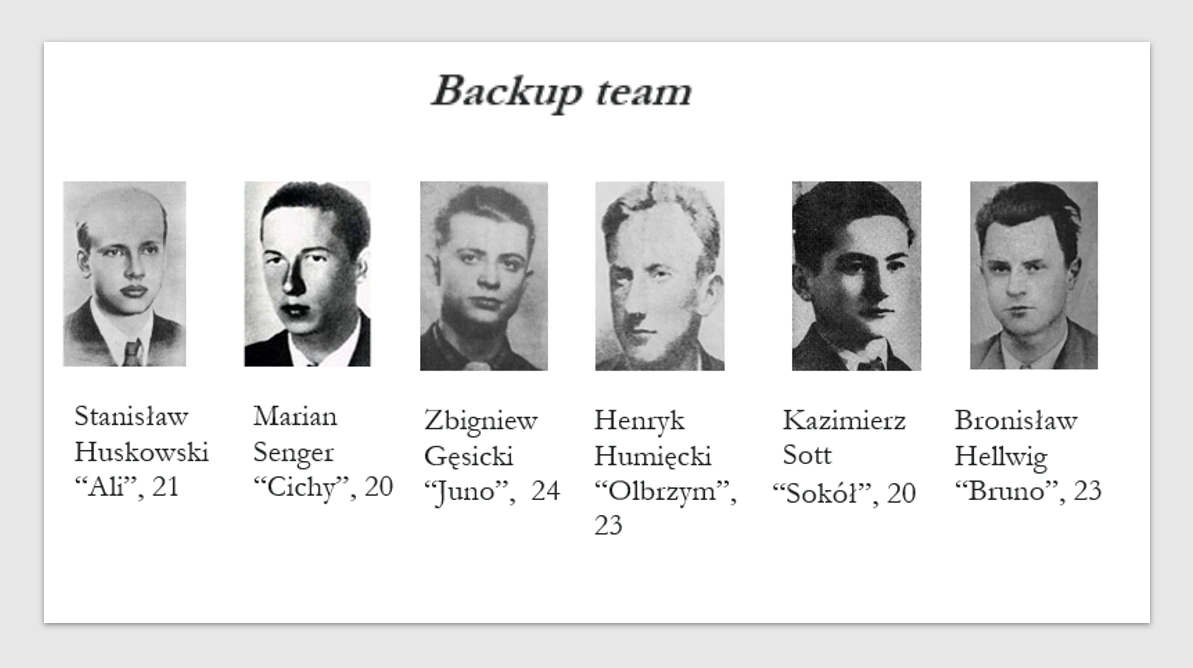 Backup team
Stanisław
Huskowski
“Ali”, 21
Marian
Senger
“Cichy”, 20
Zbigniew
Gęsicki
“Juno”,  24
Henryk
Humięcki
“Olbrzym”,
23
Kazimierz
Sott
“Sokół”, 20
Bronisław
Hellwig
“Bruno”, 23